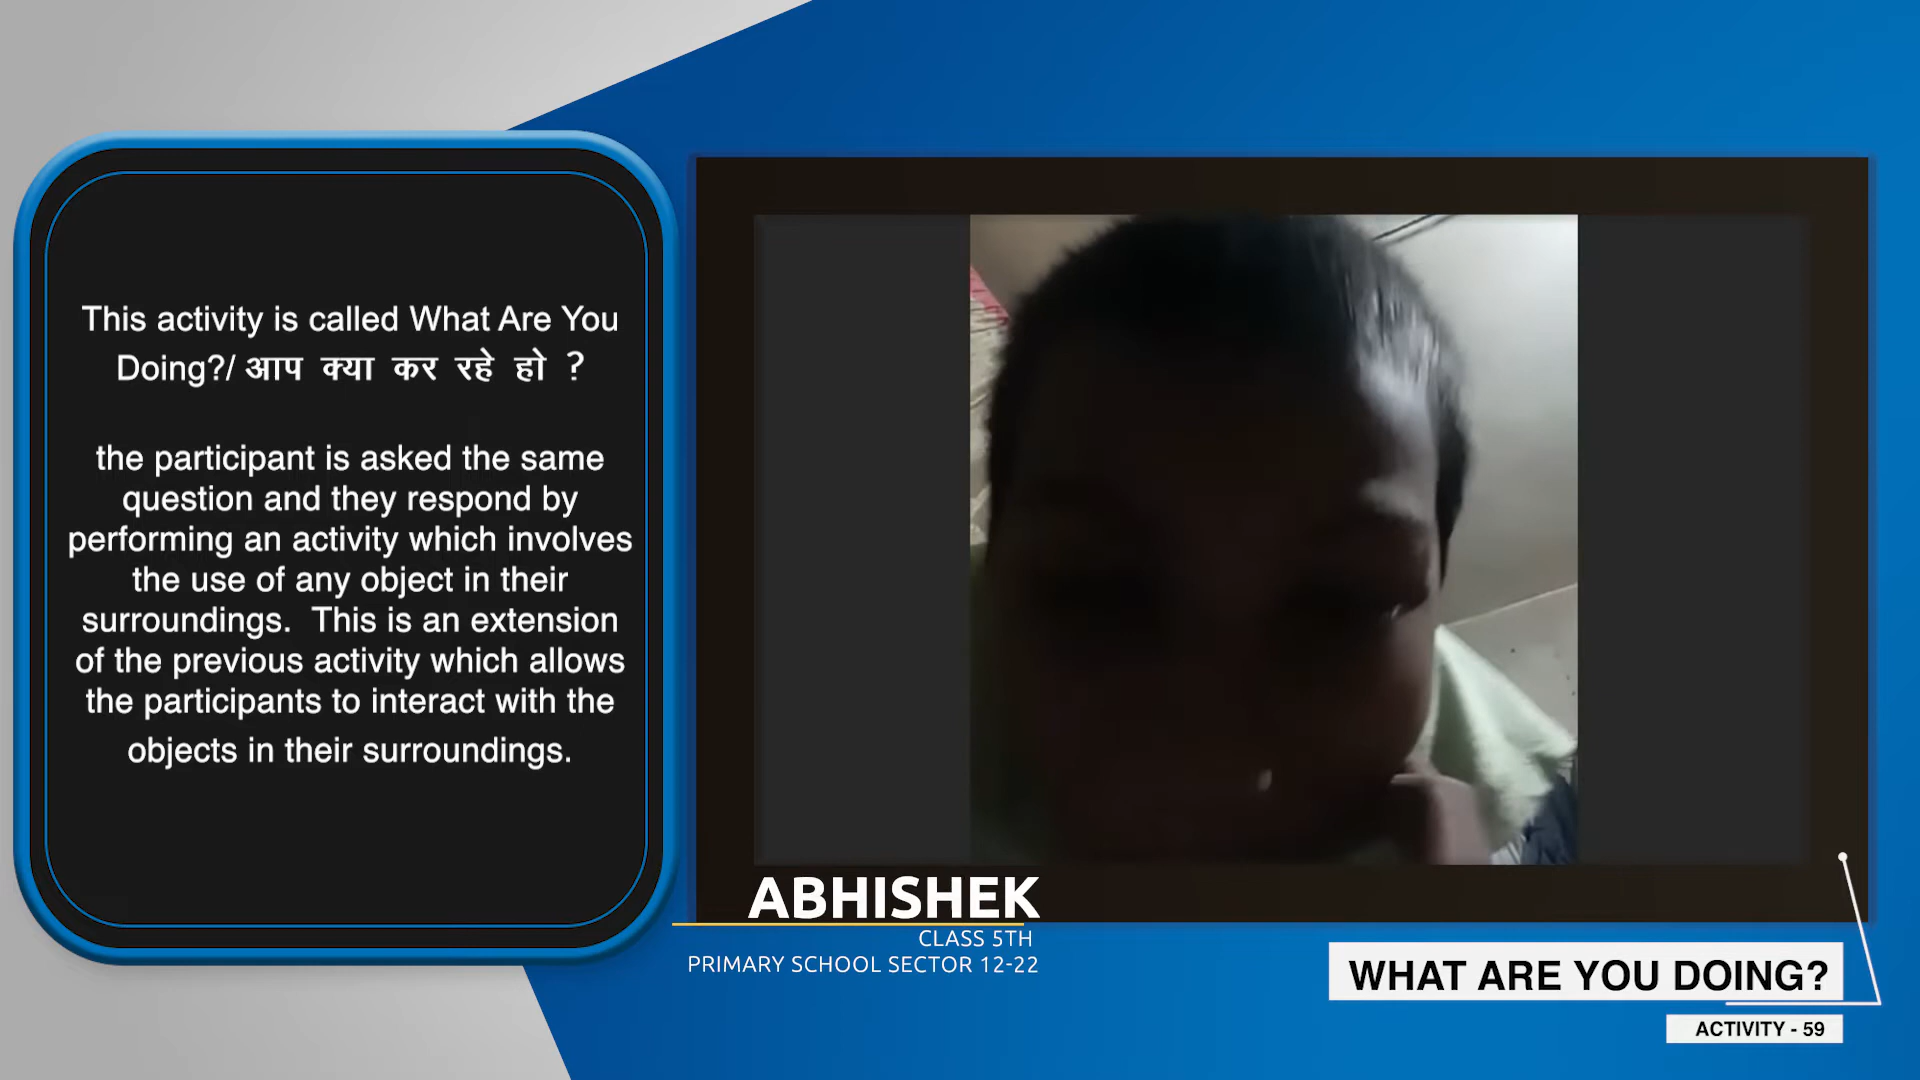 This activity is called What Are You
Doing?/ आप क्या कर रहे हो ?
the participant is asked the same
question and they respond by
performing an activity which involves
the use of any object in their
surroundings.  This is an extension
of the previous activity which allows
the participants to interact with the
objects in their surroundings.
ABHISHEK
CLASS 5TH
PRIMARY SCHOOL SECTOR 12-22
WHAT ARE YOU DOING?
ACTIVITY - 59